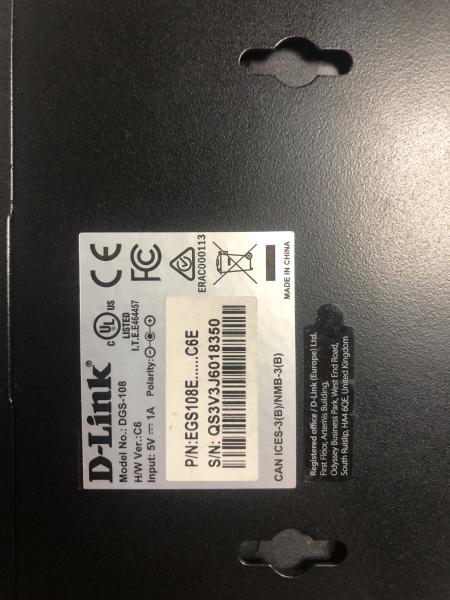 D-Link
Model No.: DGS-108
H/W Ver.: C6
Input: 5V 1A Polarity:
C UL US
LISTED
I.T.E.E464457
CE
FC
ERAC000113
P/N:EGS108E.......C6E
S/N: QS3V3J6018350
CAN ICES-3(B)/NMB-3(B)
MADE IN CHINA
Registered office / D-Link (Europe) Ltd.
First Floor, Artemis Building,
Odyssey Business Park, West End Road,
South Ruislip, HA4 6QE, United Kingdom